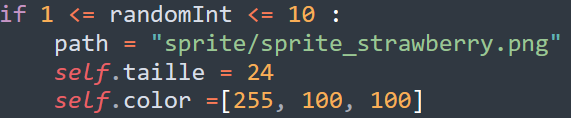 if 1 <= randomInt <= 10 :
    path = "sprite/sprite_strawberry.png"
    self.taille = 24
    self.color =[255, 100, 100]